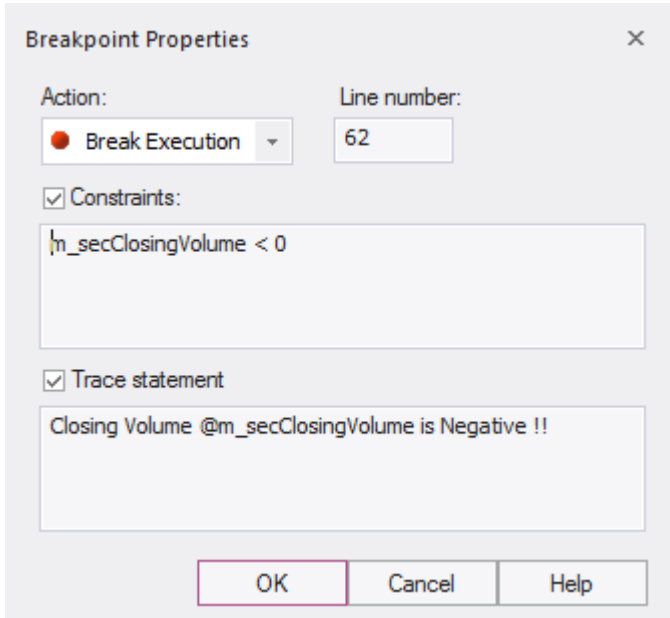 Breakpoint Properties
Action: Line number:
Break Execution 62
Constraints:
m_secClosingVolume < 0
Trace statement
Closing Volume @m_secClosingVolume is Negative !!
OK Cancel Help